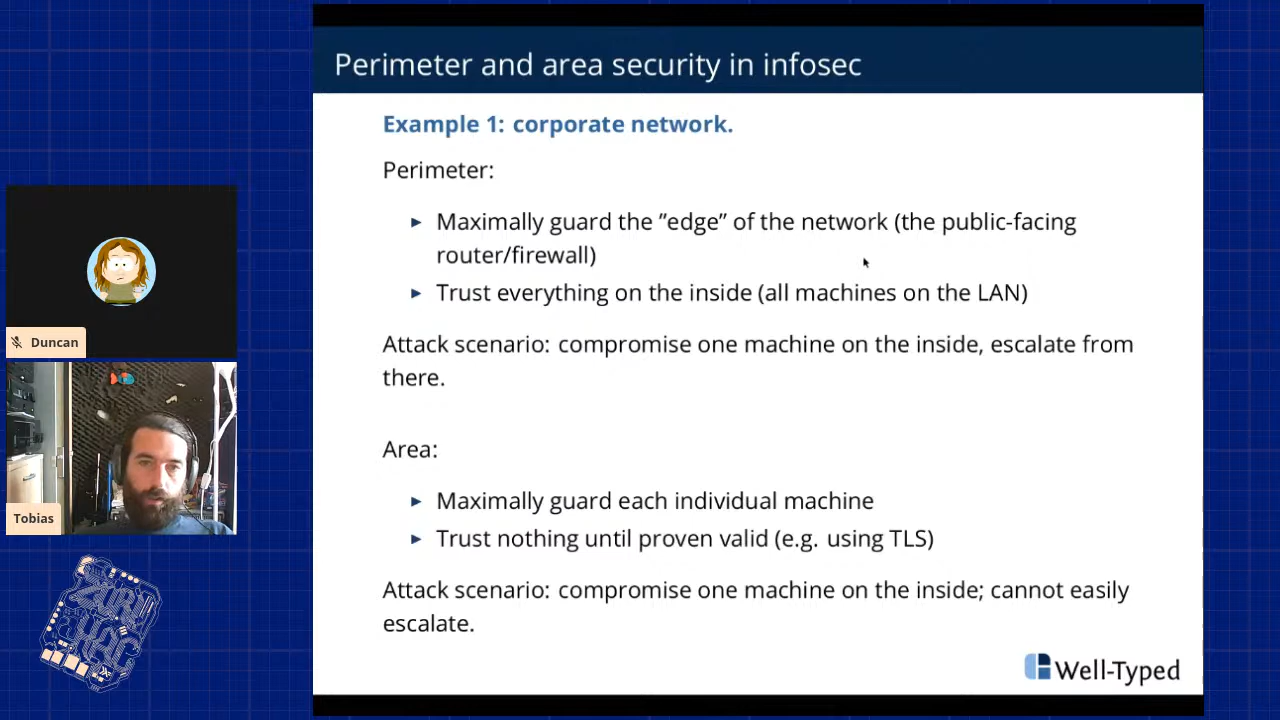 Perimeter and area security in infosec
Example 1: corporate network.
Perimeter:
Maximally guard the ”edge” of the network (the public-facing
router/firewall)
Trust everything on the inside (all machines on the LAN)
Attack scenario: compromise one machine on the inside, escalate from
there.
Area:
Maximally guard each individual machine
Trust nothing until proven valid (e.g. using TLS)
Attack scenario: compromise one machine on the inside; cannot easily
escalate.
Well-Typed
Duncan
Tobias
ZURI
HAC